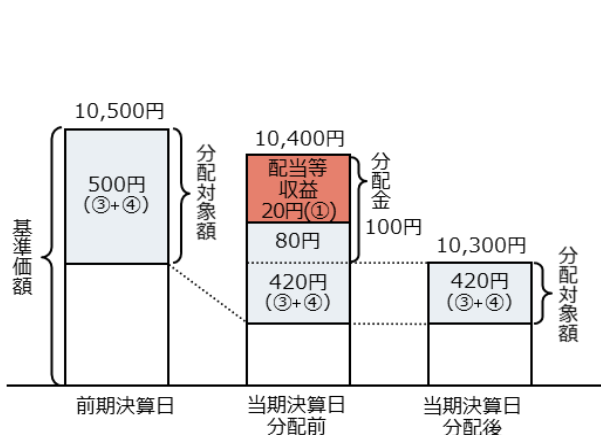 10,500円
500円
(③+④)
分配対象額
基準価額
10,400円
配当等
収益
20円(①)
80円
420円
(③+④)
分配金
100円
10,300円
420円
(③+④)
分配対象額
前期決算日
当期決算日
分配前
当期決算日
分配後